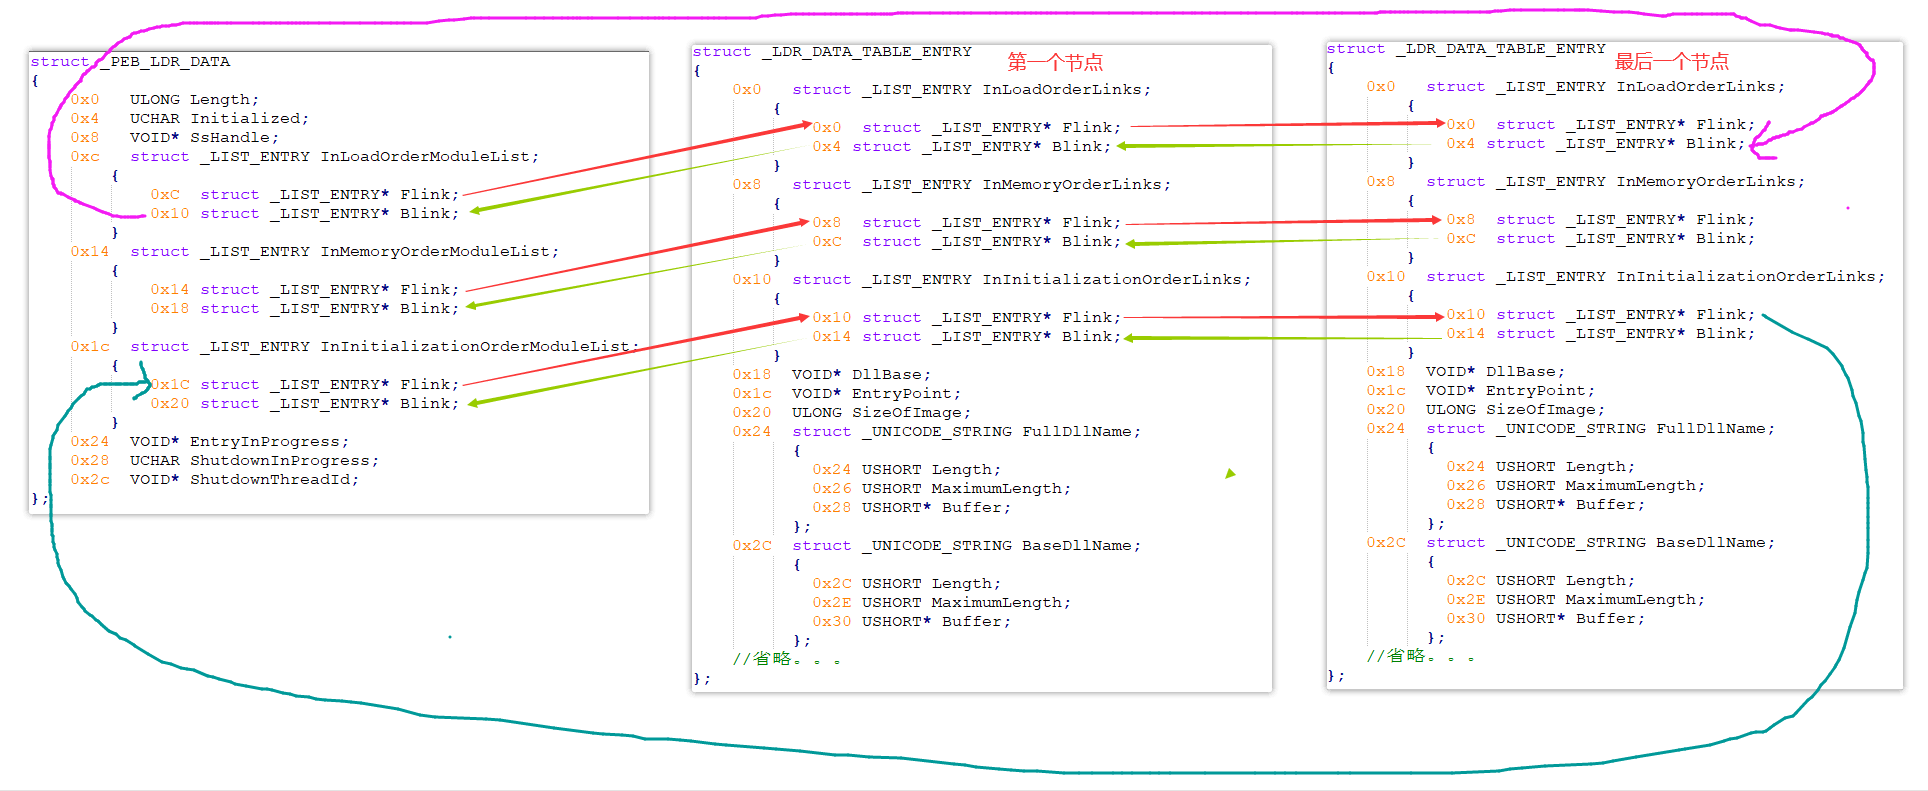 struct _PEB_LDR_DATA
{
0x0 ULONG Length;
0x4 UCHAR Initialized;
0x8 VOID* SsHandle;
0xc struct _LIST_ENTRY InLoadOrderModuleList;
{
0xC struct _LIST_ENTRY* Flink;
0x10 struct _LIST_ENTRY* Blink;
}
0x14 struct _LIST_ENTRY InMemoryOrderModuleList;
{
0x14 struct _LIST_ENTRY* Flink;
0x18 struct _LIST_ENTRY* Blink;
}
0x1c struct _LIST_ENTRY InInitializationOrderModuleList;
{
0x1C struct _LIST_ENTRY* Flink;
0x20 struct _LIST_ENTRY* Blink;
}
0x24 VOID* EntryInProgress;
0x28 UCHAR ShutdownInProgress;
0x2c VOID* ShutdownThreadId;
};
struct _LDR_DATA_TABLE_ENTRY
第一个节点
{
0x0 struct _LIST_ENTRY InLoadOrderLinks;
{
0x0 struct _LIST_ENTRY* Flink;
0x4 struct _LIST_ENTRY* Blink;
}
0x8 struct _LIST_ENTRY InMemoryOrderLinks;
{
0x8 struct _LIST_ENTRY* Flink;
0xC struct _LIST_ENTRY* Blink;
}
0x10 struct _LIST_ENTRY InInitializationOrderLinks;
{
0x10 struct _LIST_ENTRY* Flink;
0x14 struct _LIST_ENTRY* Blink;
}
0x18 VOID* DllBase;
0x1c VOID* EntryPoint;
0x20 ULONG SizeOfImage;
0x24 struct _UNICODE_STRING FullDllName;
{
0x24 USHORT Length;
0x26 USHORT MaximumLength;
0x28 USHORT* Buffer;
};
0x2C struct _UNICODE_STRING BaseDllName;
{
0x2C USHORT Length;
0x2E USHORT MaximumLength;
0x30 USHORT* Buffer;
};
//省略。。。
};
struct _LDR_DATA_TABLE_ENTRY
最后一个节点
{
0x0 struct _LIST_ENTRY InLoadOrderLinks;
{
0x0 struct _LIST_ENTRY* Flink;
0x4 struct _LIST_ENTRY* Blink;
}
0x8 struct _LIST_ENTRY InMemoryOrderLinks;
{
0x8 struct _LIST_ENTRY* Flink;
0xC struct _LIST_ENTRY* Blink;
}
0x10 struct _LIST_ENTRY InInitializationOrderLinks;
{
0x10 struct _LIST_ENTRY* Flink;
0x14 struct _LIST_ENTRY* Blink;
}
0x18 VOID* DllBase;
0x1c VOID* EntryPoint;
0x20 ULONG SizeOfImage;
0x24 struct _UNICODE_STRING FullDllName;
{
0x24 USHORT Length;
0x26 USHORT MaximumLength;
0x28 USHORT* Buffer;
};
0x2C struct _UNICODE_STRING BaseDllName;
{
0x2C USHORT Length;
0x2E USHORT MaximumLength;
0x30 USHORT* Buffer;
};
//省略。。。
};